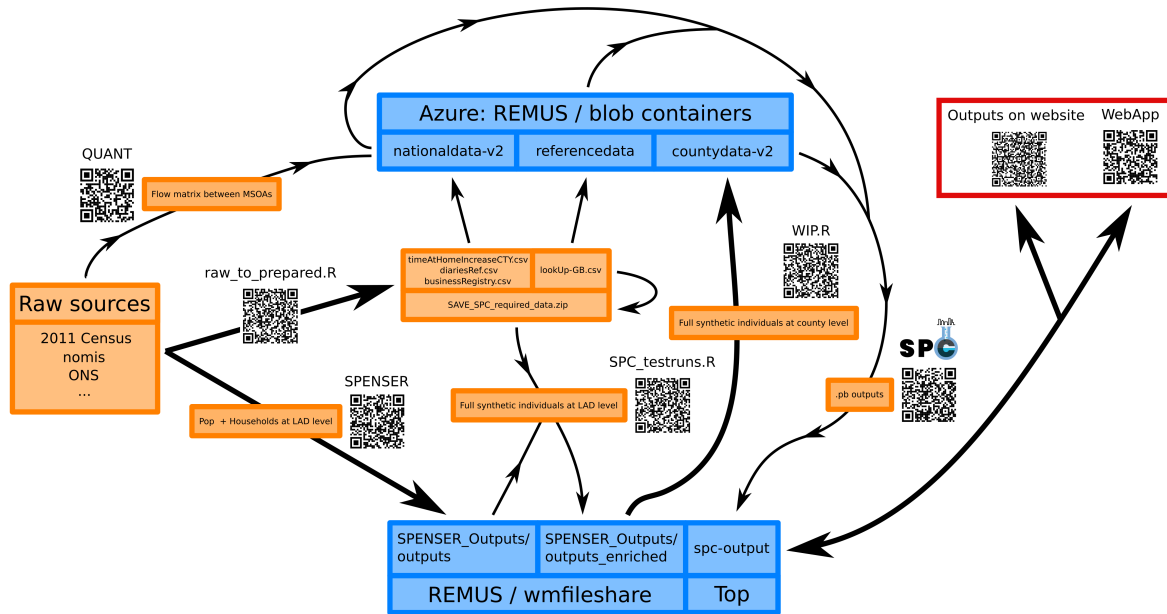 Azure: REMUS / blob containers
nationaldata-v2
referencedata
countydata-v2
Outputs on website
WebApp
QUANT
Flow matrix between MSOAs
WIP.R
raw_to_prepared.R
timeAtHomeIncreaseCTY.csv
diariesRef.csv
businessRegistry.csv
lookUp-GB.csv
SAVE_SPC_required_data.zip
Raw sources
2011 Census
nomis
ONS
...
Full synthetic individuals at county level
SPC
SPENSER
SPC_testruns.R
Pop + Households at LAD level
Full synthetic individuals at LAD level
.pb outputs
SPENSER_Outputs/
outputs
SPENSER_Outputs/
outputs_enriched
spc-output
REMUS / wmfileshare
Top